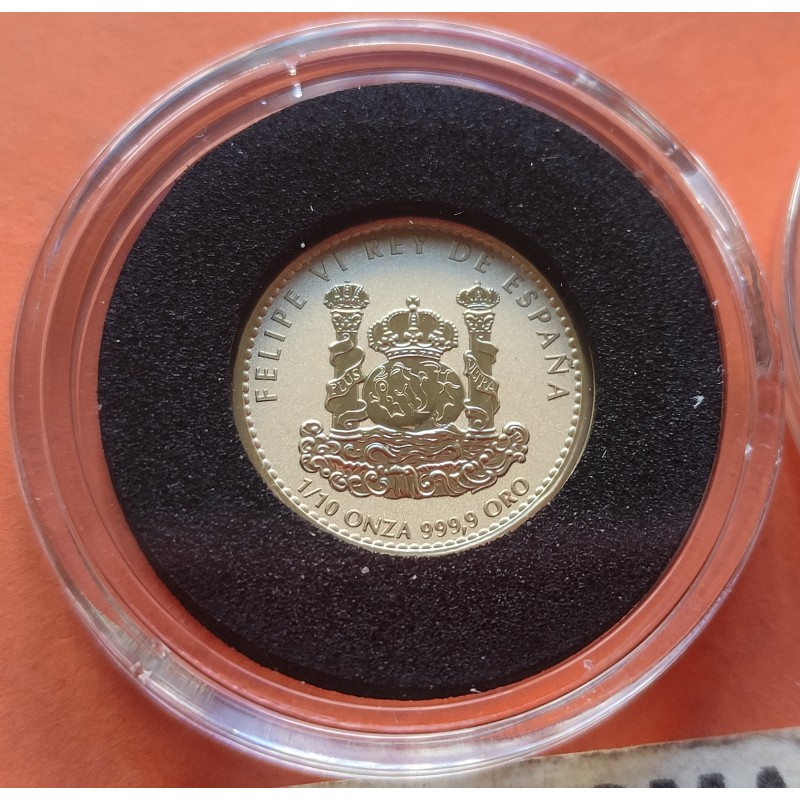 FELIPE VI REY DE ESPAÑA
PLUS
VLTRA
1/10 ONZA 999,9 ORO